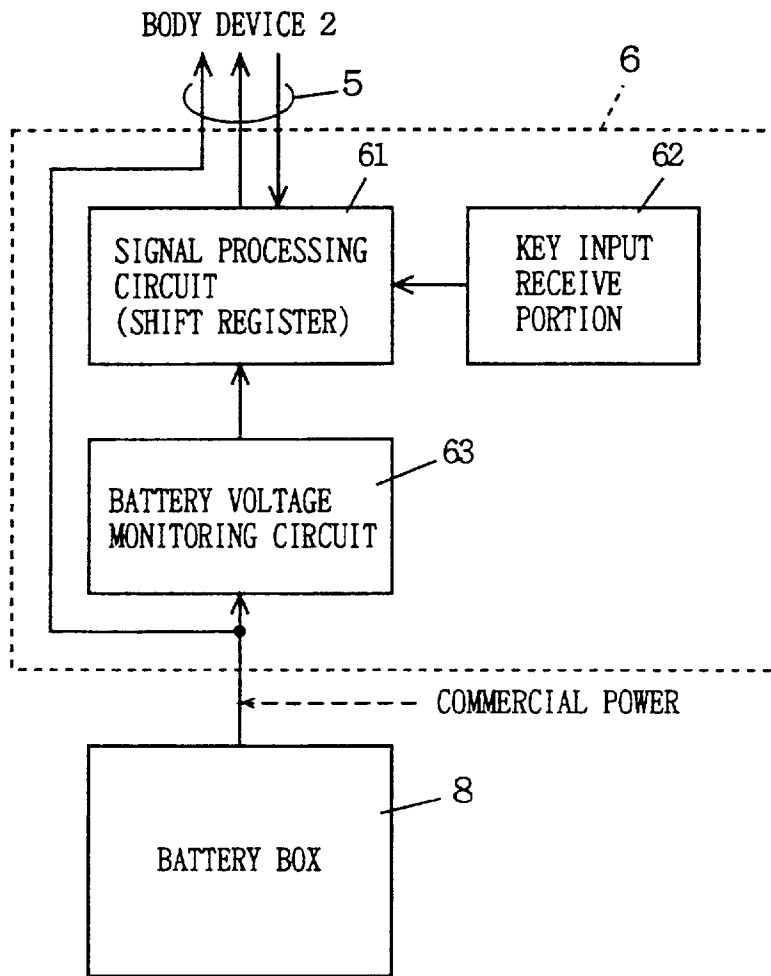 BODY DEVICE 2
5
6
61
62
SIGNAL PROCESSING
CIRCUIT
(SHIFT REGISTER)
KEY INPUT
RECEIVE
PORTION
63
BATTERY VOLTAGE
MONITORING CIRCUIT
COMMERCIAL POWER
8
BATTERY BOX